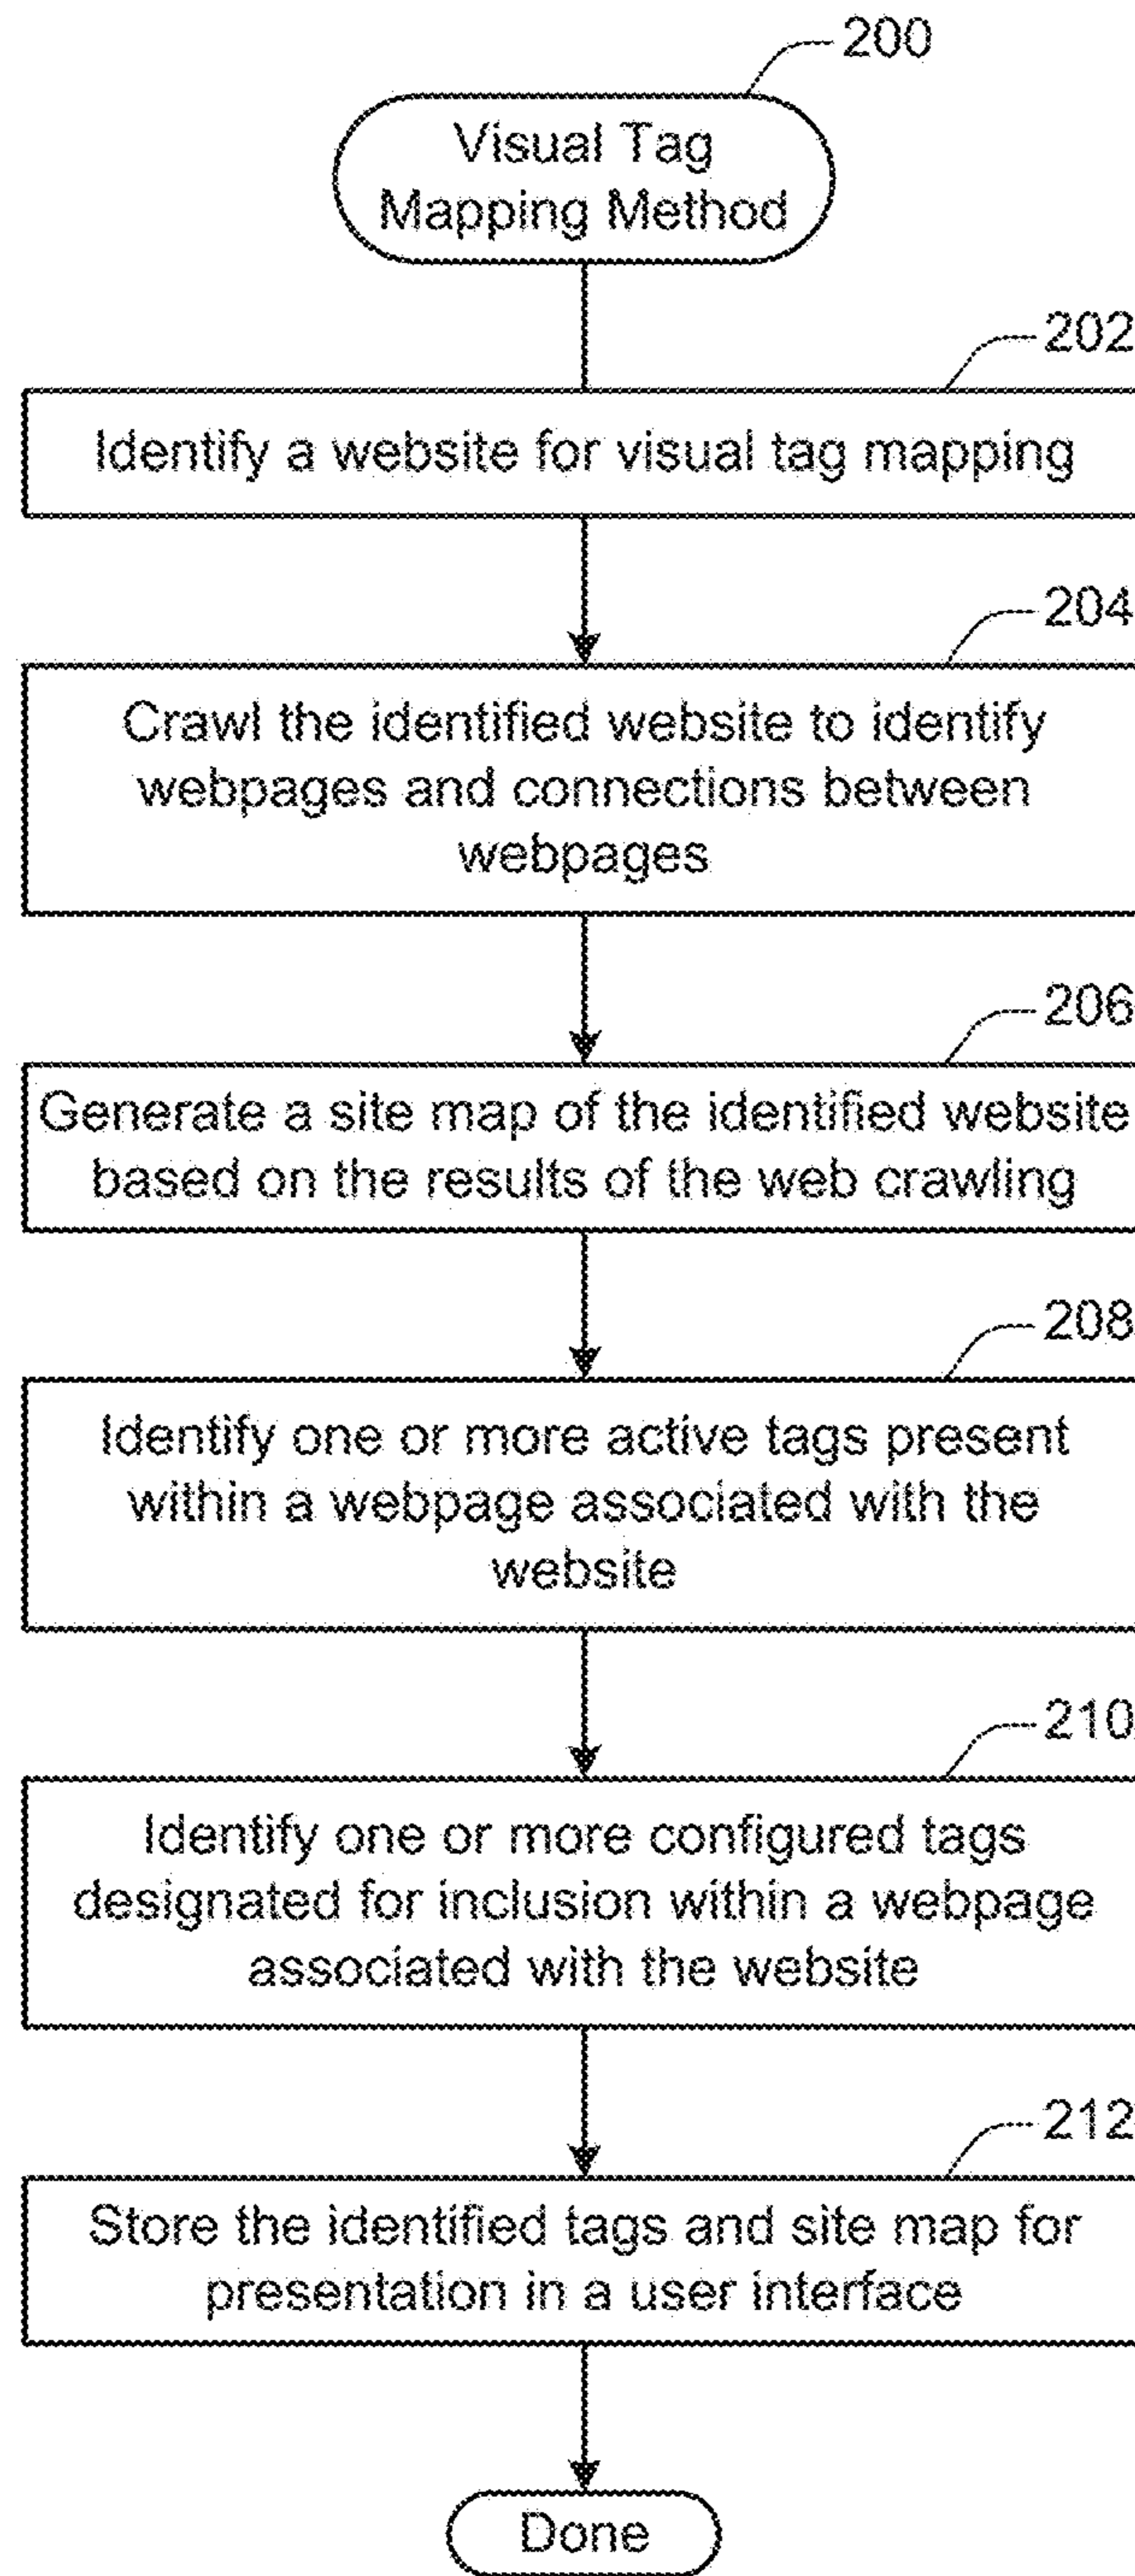 200
Visual Tag
Mapping Method
202
Identify a website for visual tag mapping
204
Crawl the identified website to identify
webpages and connections between
webpages
206
Generate a site map of the identified website
based on the results of the web crawling
208
Identify one or more active tags present
within a webpage associated with the
website
210
Identify one or more configured tags
designated for inclusion within a webpage
associated with the website
212
Store the identified tags and site map for
presentation in a user interface
Done